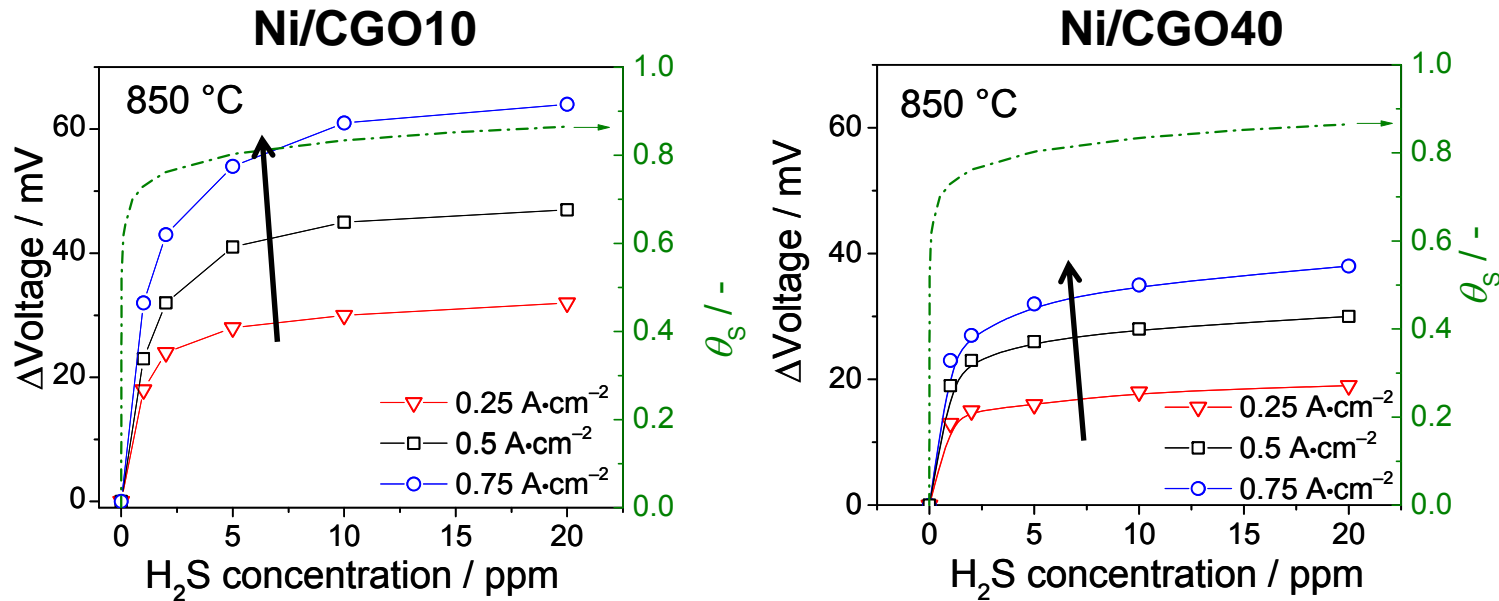 Ni/CGO10
850 °C
ΔVoltage / mV
60
40
20
0
1.0
0.8
0.6
0.4
0.2
0.0
θS / -
0.25 A•cm⁻²
0.5 A•cm⁻²
0.75 A•cm⁻²
0 5 10 15 20
H₂S concentration / ppm
Ni/CGO40
850 °C
ΔVoltage / mV
60
40
20
0
1.0
0.8
0.6
0.4
0.2
0.0
θS / -
0.25 A•cm⁻²
0.5 A•cm⁻²
0.75 A•cm⁻²
0 5 10 15 20
H₂S concentration / ppm